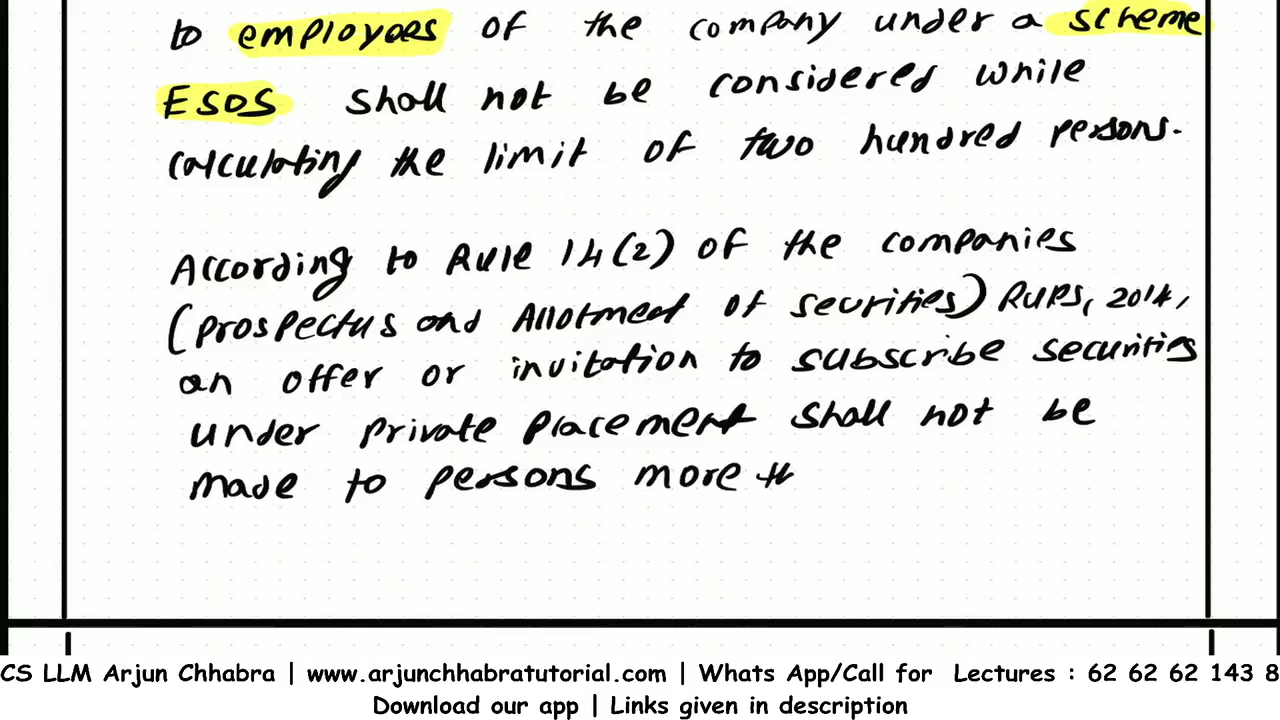 to employees of the company under a scheme
ESOS shall not be considered while
calculating the limit of two hundred persons.
According to Rule 14(2) of the companies
(prospectus and Allotment of securities) Rules, 2014,
an offer or invitation to subscribe securities
under private placement shall not be
made to persons more th
CS LLM Arjun Chhabra | www.arjunchhabratutorial.com | Whats App/Call for Lectures : 62 62 62 143 8
Download our app | Links given in description